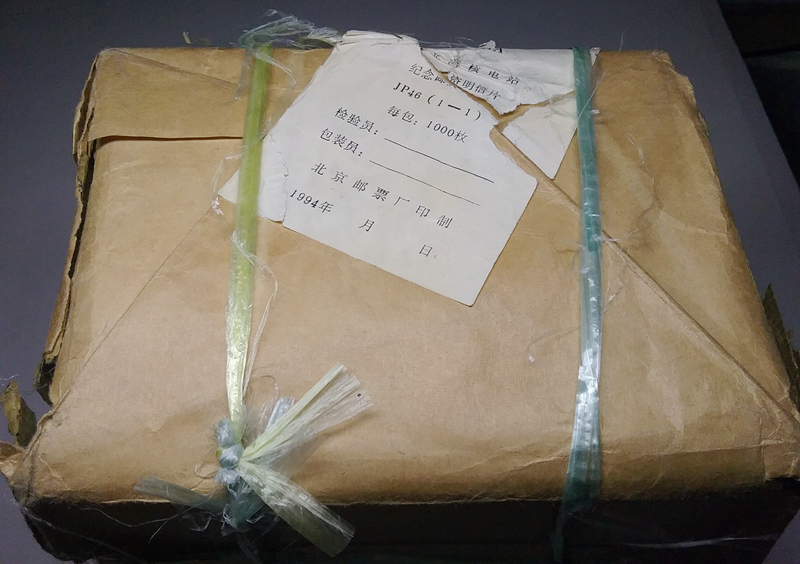 核电站
纪念邮资明信片
JP46（1—1）
每包：1000枚
检验员：
包装员：
北京邮票厂印制
1994年 月 日